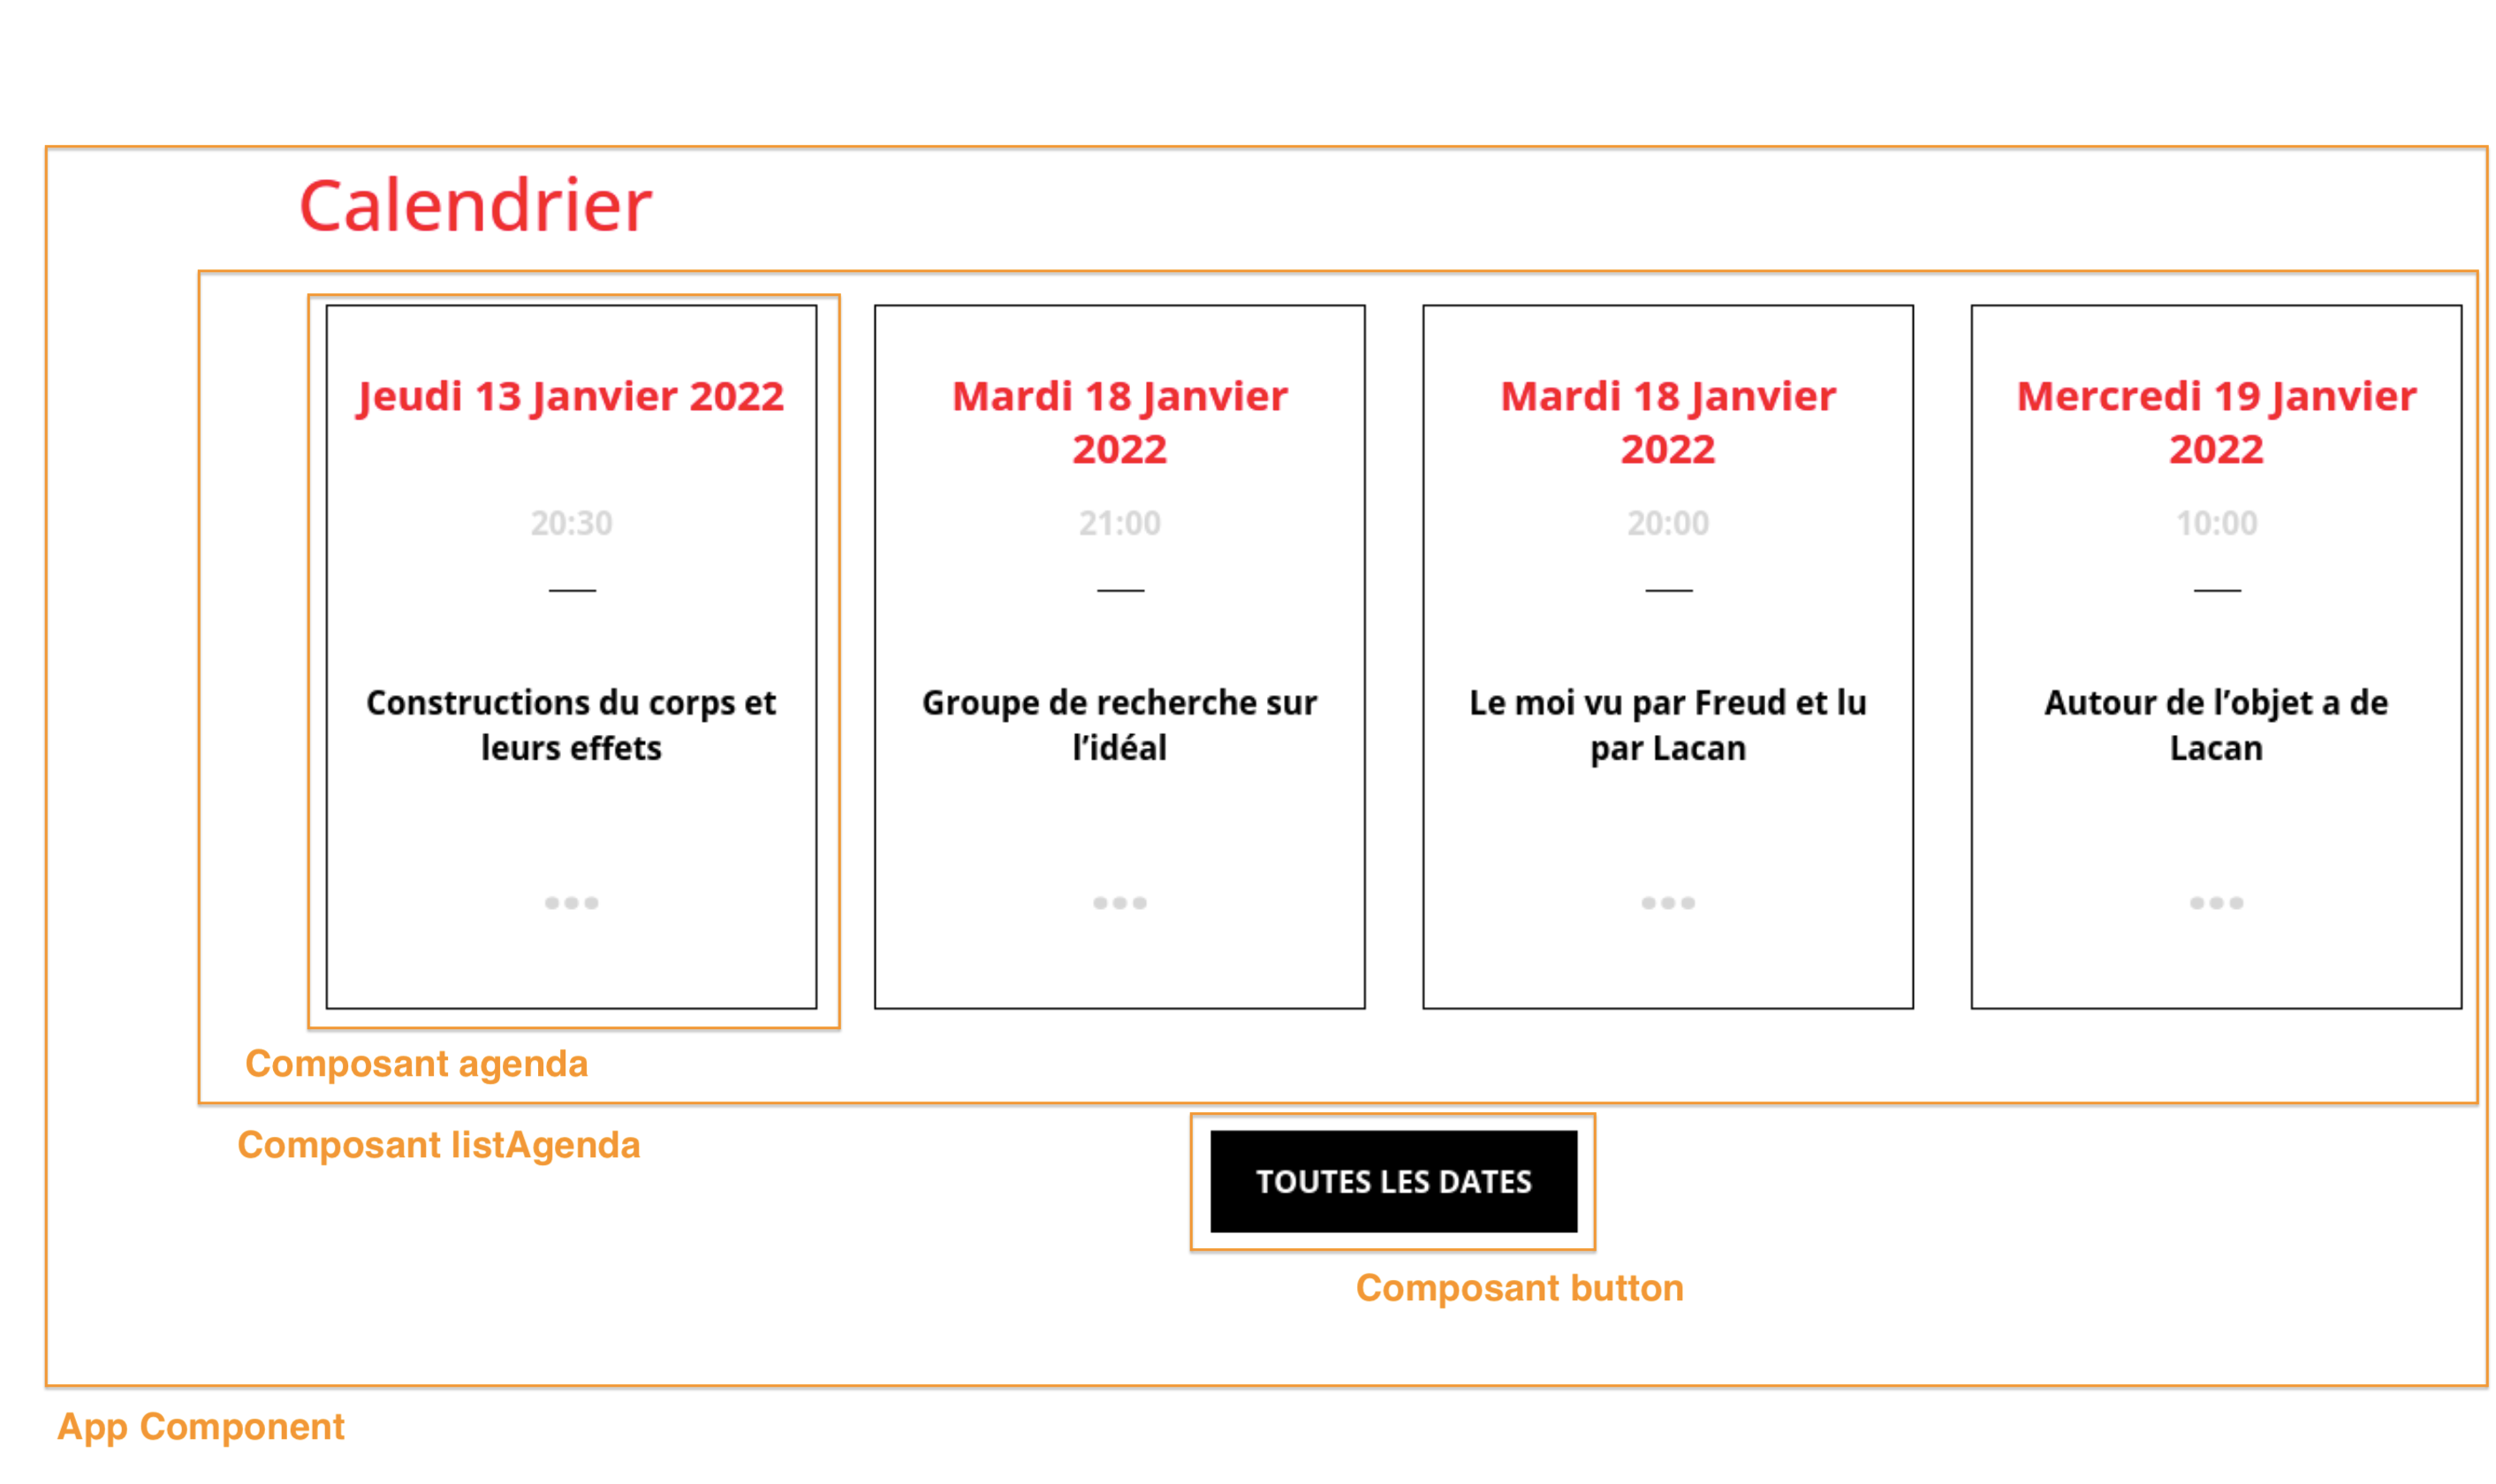 Calendrier
Jeudi 13 Janvier 2022
20:30
Constructions du corps et
leurs effets
•••
Mardi 18 Janvier
2022
21:00
Groupe de recherche sur
l’idéal
•••
Mardi 18 Janvier
2022
20:00
Le moi vu par Freud et lu
par Lacan
•••
Mercredi 19 Janvier
2022
10:00
Autour de l’objet a de
Lacan
•••
Composant agenda
Composant listAgenda
TOUTES LES DATES
Composant button
App Component